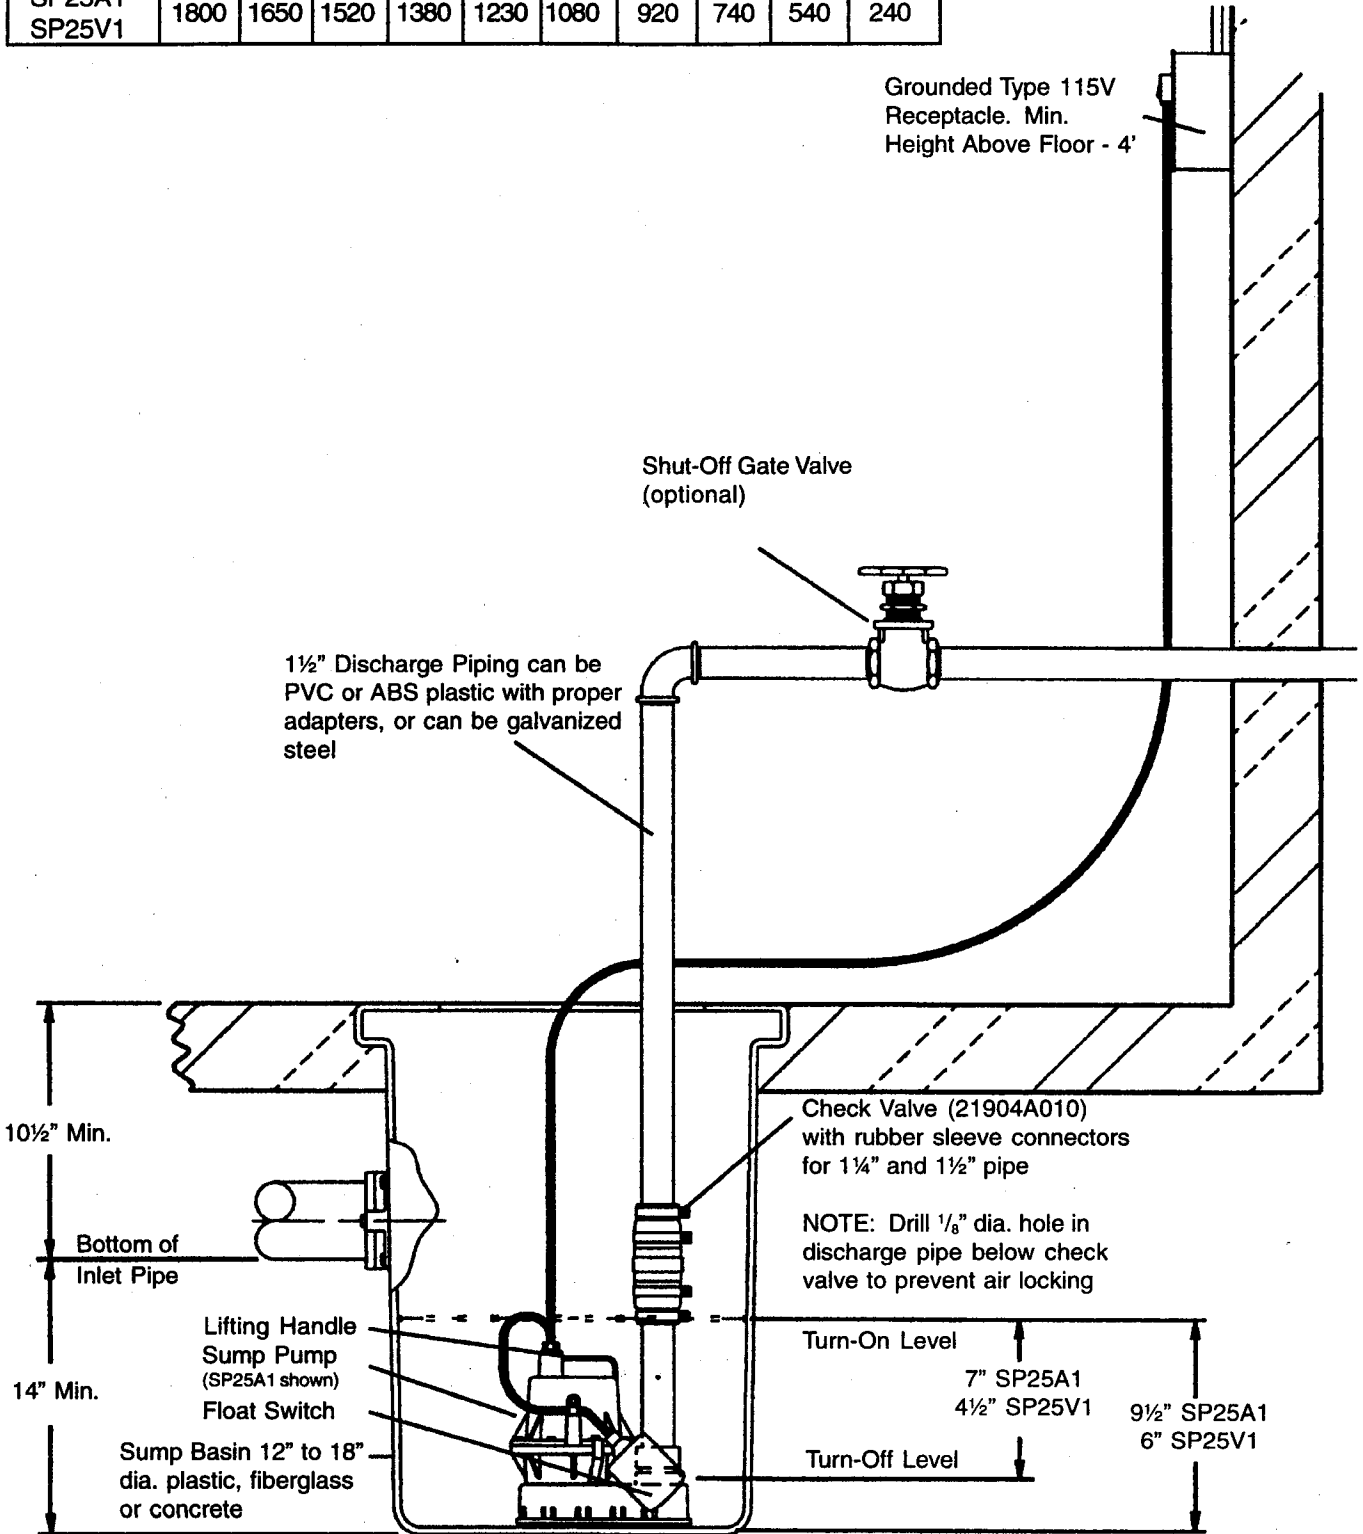 SP25A1
SP25V1
1800 1650 1520 1380 1230 1080 920 740 540 240
Grounded Type 115V
Receptacle. Min.
Height Above Floor - 4'
Shut-Off Gate Valve
(optional)
1½" Discharge Piping can be
PVC or ABS plastic with proper
adapters, or can be galvanized
steel
10½" Min.
Check Valve (21904A010)
with rubber sleeve connectors
for 1¼" and 1½" pipe
NOTE: Drill ⅛" dia. hole in
discharge pipe below check
valve to prevent air locking
Bottom of
Inlet Pipe
14" Min.
Lifting Handle
Sump Pump
(SP25A1 shown)
Float Switch
Sump Basin 12" to 18"
dia. plastic, fiberglass
or concrete
Turn-On Level
7" SP25A1
4½" SP25V1
9½" SP25A1
6" SP25V1
Turn-Off Level